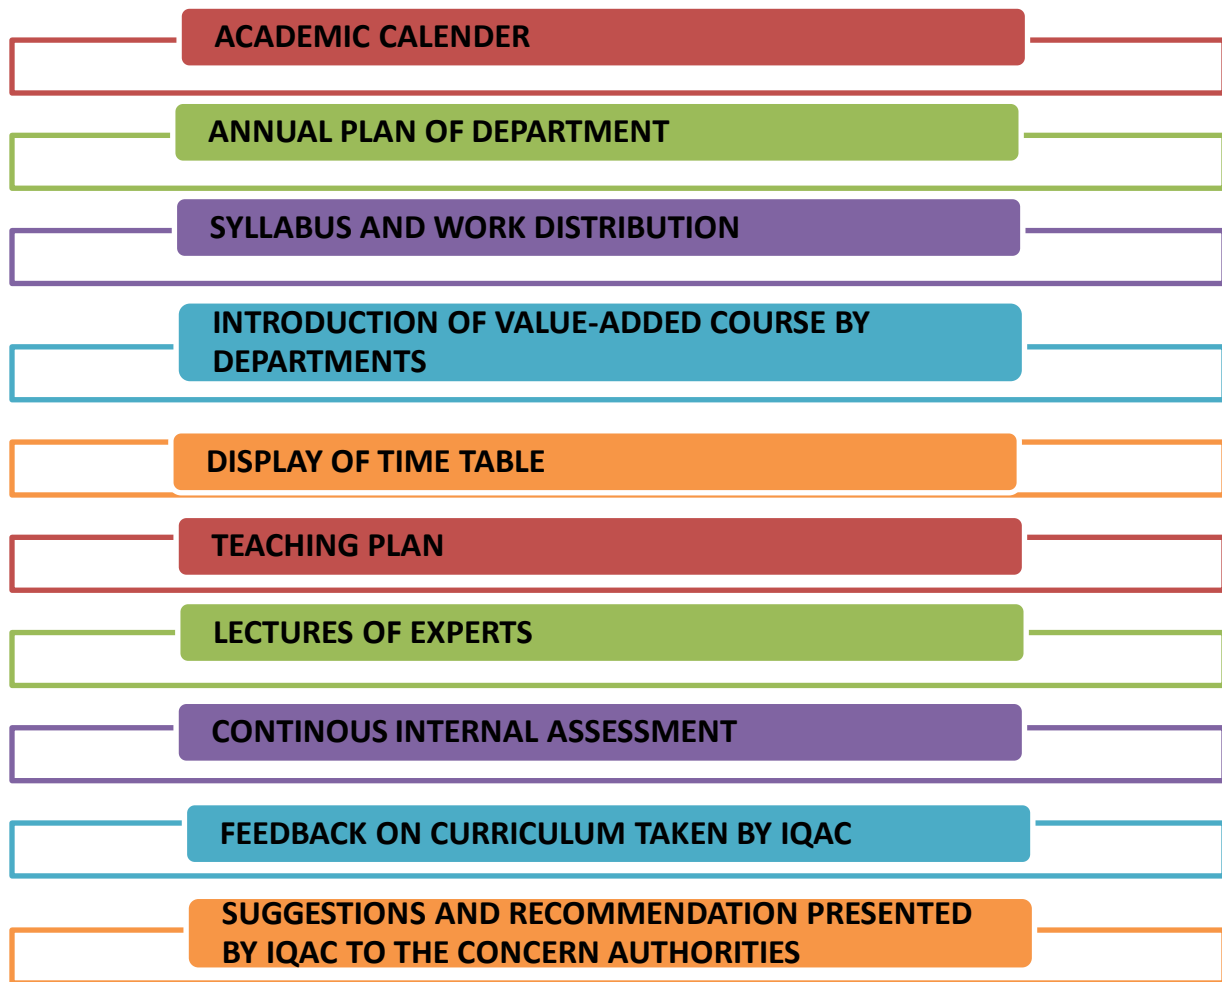 ACADEMIC CALENDER
ANNUAL PLAN OF DEPARTMENT
SYLLABUS AND WORK DISTRIBUTION
INTRODUCTION OF VALUE-ADDED COURSE BY
DEPARTMENTS
DISPLAY OF TIME TABLE
TEACHING PLAN
LECTURES OF EXPERTS
CONTINOUS INTERNAL ASSESSMENT
FEEDBACK ON CURRICULUM TAKEN BY IQAC
SUGGESTIONS AND RECOMMENDATION PRESENTED
BY IQAC TO THE CONCERN AUTHORITIES